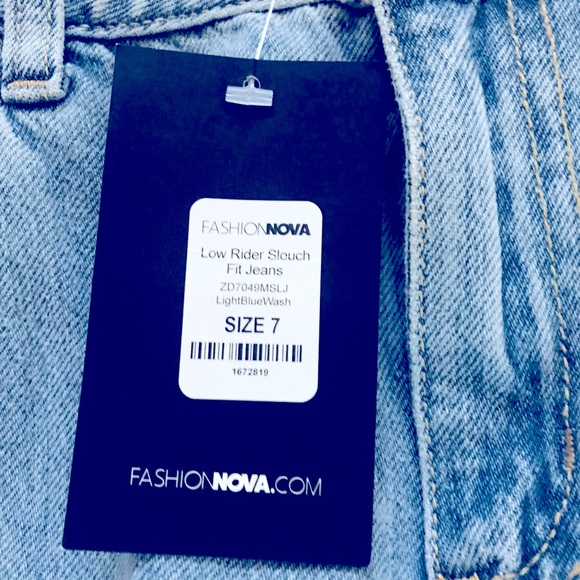 FASHIONNOVA
Low Rider Slouch
Fit Jeans
ZD7049MSLJ
LightBlueWash
SIZE 7
1672819
FASHIONNOVA.COM